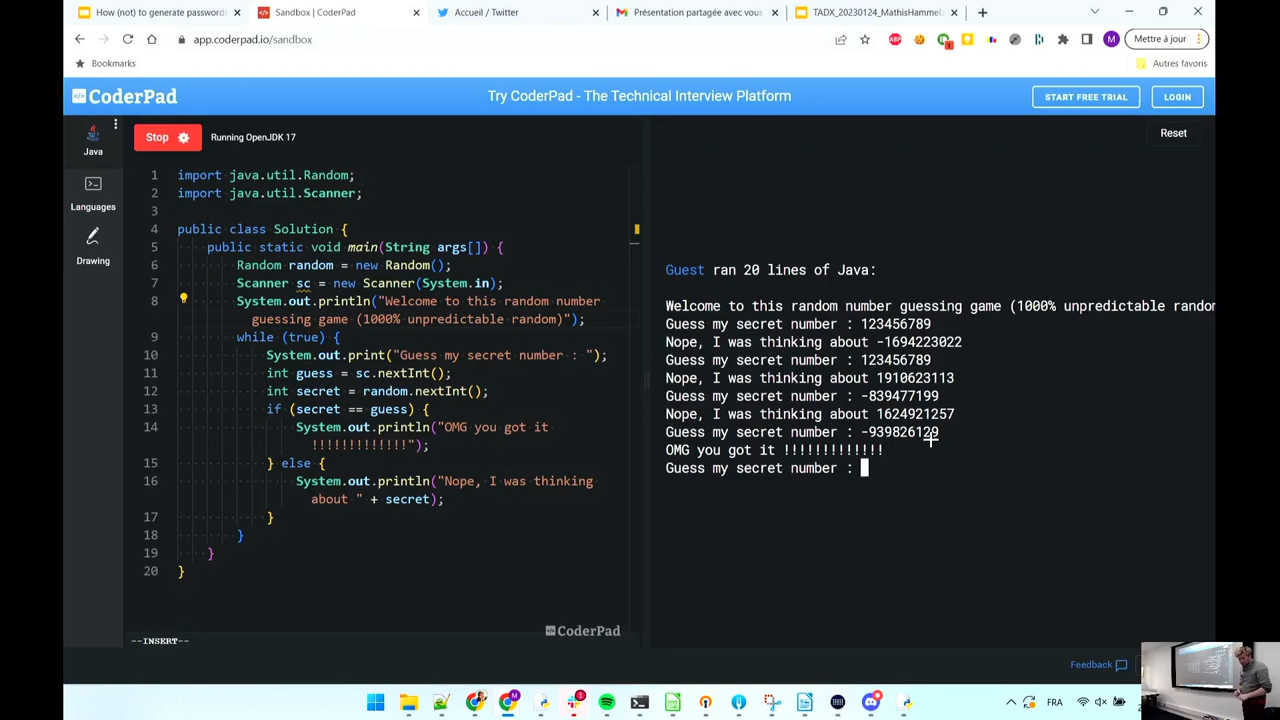 How (not) to generate password
Sandbox | CoderPad
Accueil / Twitter
Présentation partagée avec vous
TADX_20230124_MathisHammel
app.coderpad.io/sandbox
ABP
1
M
Mettre à jour
Bookmarks
Autres favoris
CoderPad
Try CoderPad - The Technical Interview Platform
START FREE TRIAL
LOGIN
Java
Languages
Drawing
Stop
Running OpenJDK 17
Reset
1 import java.util.Random;
2 import java.util.Scanner;
3
4 public class Solution {
5 public static void main(String args[]) {
6 Random random = new Random();
7 Scanner sc = new Scanner(System.in);
8 System.out.println("Welcome to this random number
guessing game (1000% unpredictable random)");
9 while (true) {
10 System.out.print("Guess my secret number : ");
11 int guess = sc.nextInt();
12 int secret = random.nextInt();
13 if (secret == guess) {
14 System.out.println("OMG you got it
!!!!!!!!!!!!!");
15 } else {
16 System.out.println("Nope, I was thinking
about " + secret);
17 }
18 }
19 }
20 }
--INSERT--
CoderPad
Guest ran 20 lines of Java:
Welcome to this random number guessing game (1000% unpredictable rando
Guess my secret number : 123456789
Nope, I was thinking about -1694223022
Guess my secret number : 123456789
Nope, I was thinking about 1910623113
Guess my secret number : -839477199
Nope, I was thinking about 1624921257
Guess my secret number : -939826129
OMG you got it !!!!!!!!!!!!!
Guess my secret number :
Feedback
1
M
FRA